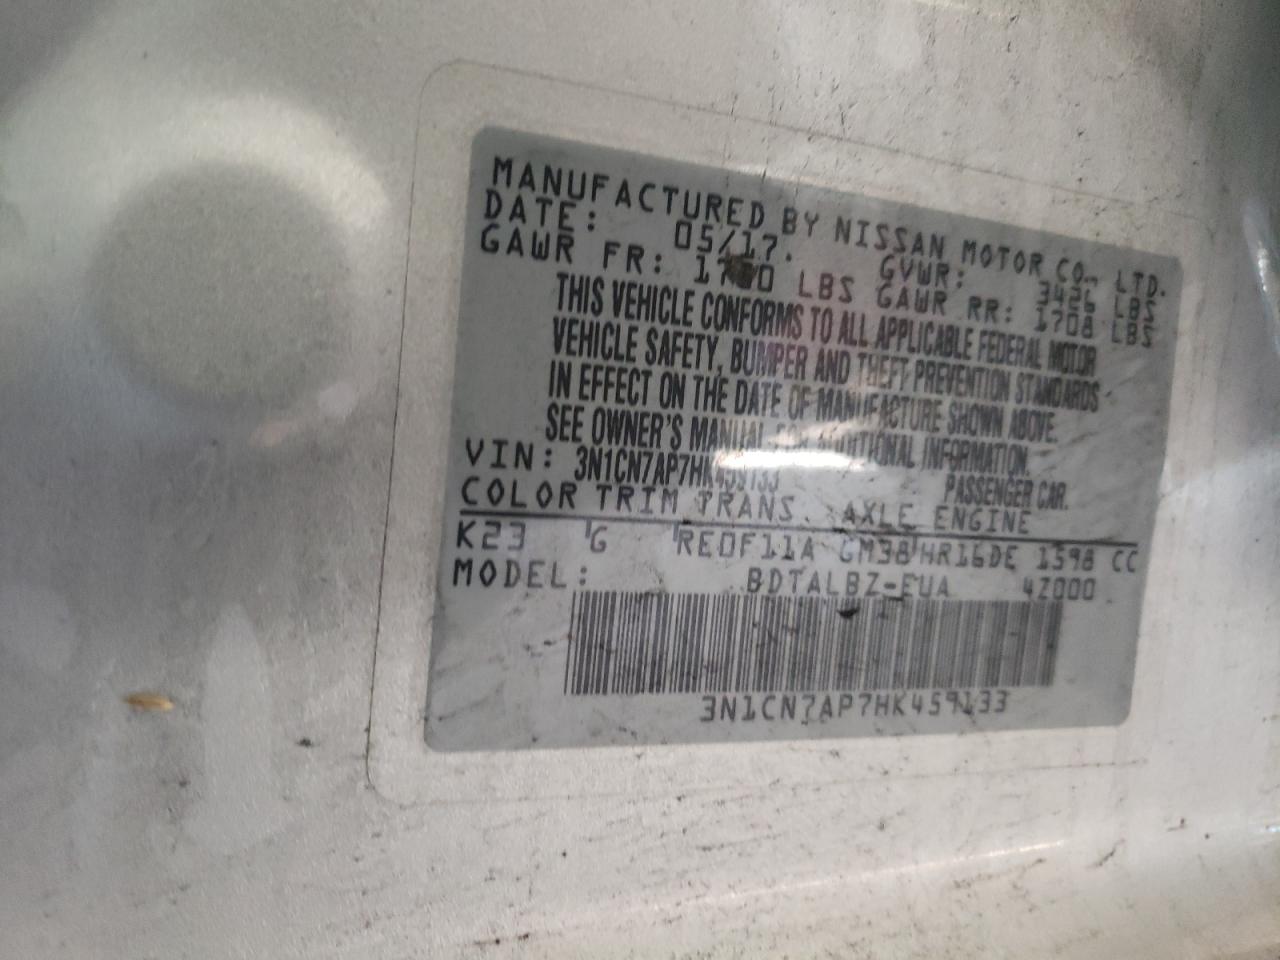 MANUFACTURED BY NISSAN MOTOR CO., LTD.
DATE: 05/17. GVWR: 3426 LBS
GAWR FR: LBS GAWR RR: 1708 LBS
THIS VEHICLE CONFORMS TO ALL APPLICABLE FEDERAL MOTOR
VEHICLE SAFETY, BUMPER AND THEFT PREVENTION STANDARDS
IN EFFECT ON THE DATE OF MANUFACTURE SHOWN ABOVE.
SEE OWNER'S MANUAL FOR ADDITIONAL INFORMATION.
VIN: 3N1CN7AP7HK459133 PASSENGER CAR.
COLOR TRIM TRANS. AXLE ENGINE
K23 G RE0F11A GM38 HR16DE 1598 CC
MODEL: BDTALBZ-EUA 4Z000
3N1CN7AP7HK459133